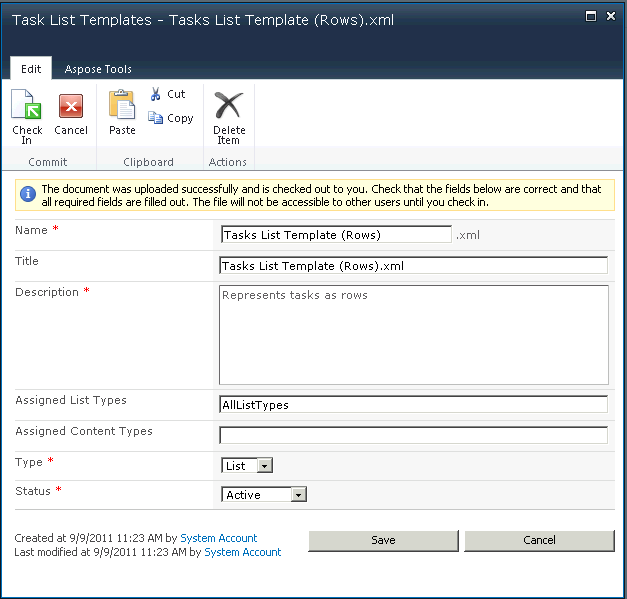 Task List Templates - Tasks List Template (Rows).xml
Edit Aspose Tools
Check In
Cancel
Paste
Cut
Copy
Delete Item
Commit
Clipboard
Actions
The document was uploaded successfully and is checked out to you. Check that the fields below are correct and that
all required fields are filled out. The file will not be accessible to other users until you check in.
Name * Tasks List Template (Rows) .xml
Title Tasks List Template (Rows).xml
Description * Represents tasks as rows
Assigned List Types AllListTypes
Assigned Content Types
Type * List
Status * Active
Created at 9/9/2011 11:23 AM by System Account
Last modified at 9/9/2011 11:23 AM by System Account
Save Cancel